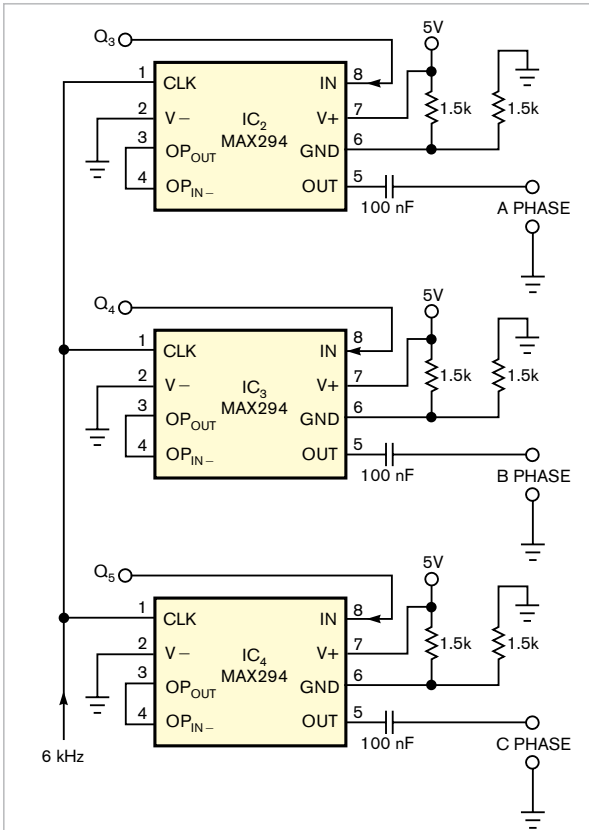 Q3
5V
1 CLK IN 8
2 V− V+ 7 1.5k 1.5k
IC2
MAX294
3 OPOUT GND 6
4 OPIN− OUT 5
100 nF
A PHASE
Q4
5V
1 CLK IN 8
2 V− V+ 7 1.5k 1.5k
IC3
MAX294
3 OPOUT GND 6
4 OPIN− OUT 5
100 nF
B PHASE
Q5
5V
1 CLK IN 8
2 V− V+ 7 1.5k 1.5k
IC4
MAX294
3 OPOUT GND 6
4 OPIN− OUT 5
100 nF
C PHASE
6 kHz